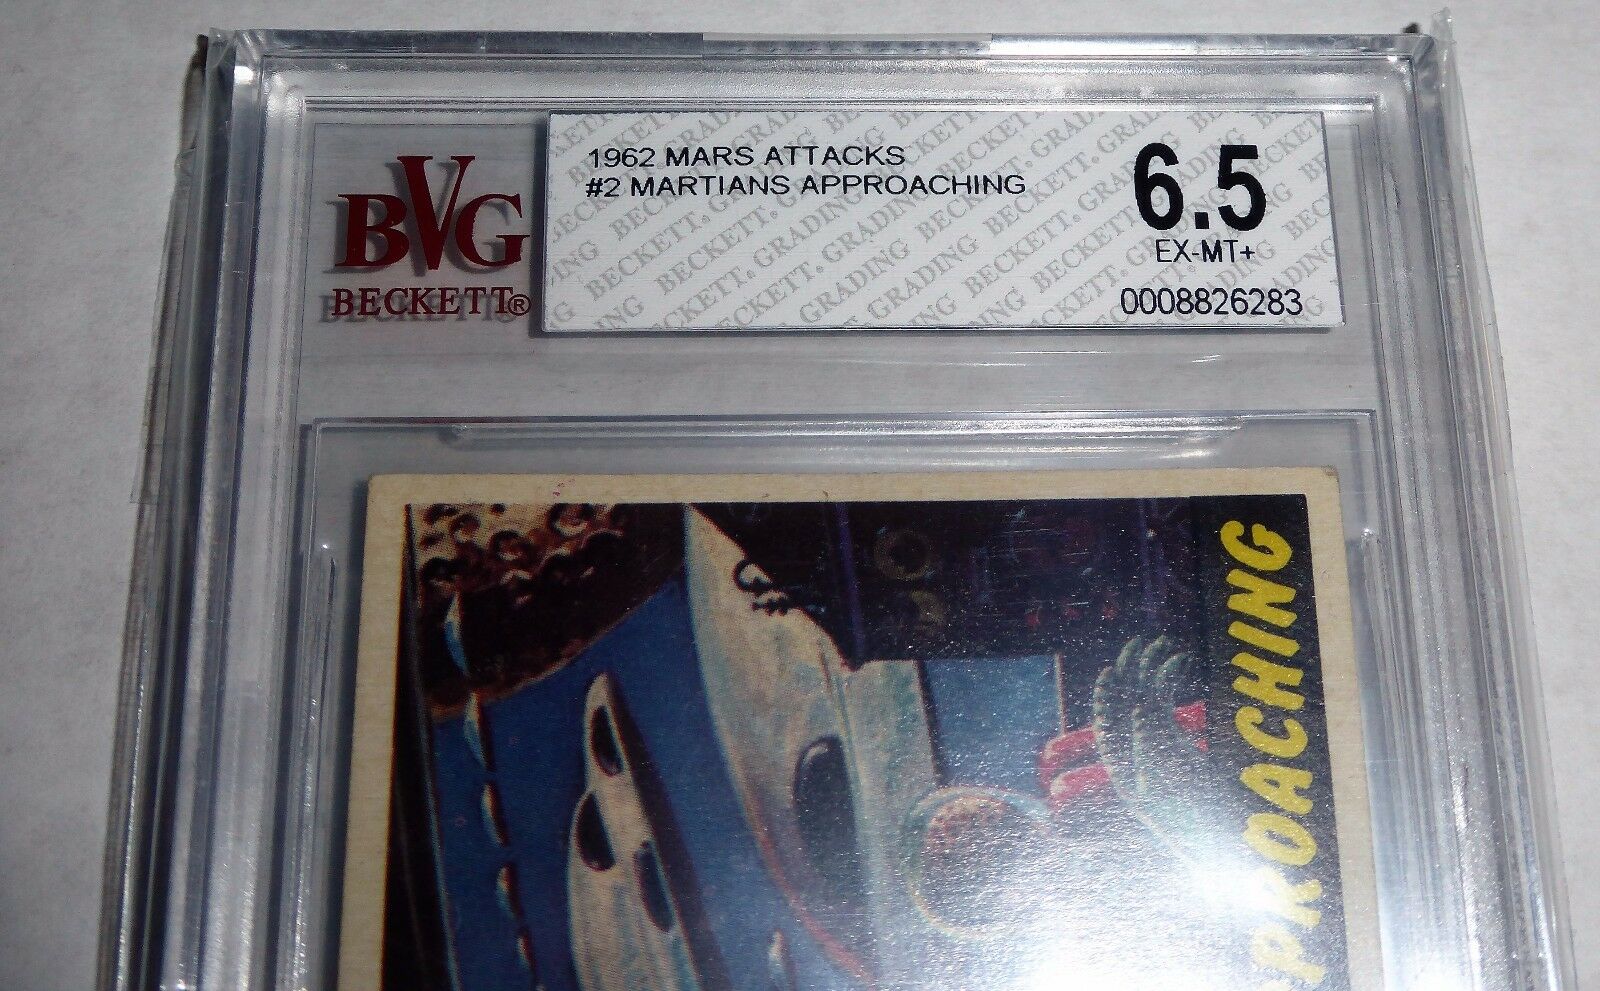 BVG
BECKETT®
1962 MARS ATTACKS
#2 MARTIANS APPROACHING
6.5
EX-MT+
0008826283
PROACHING